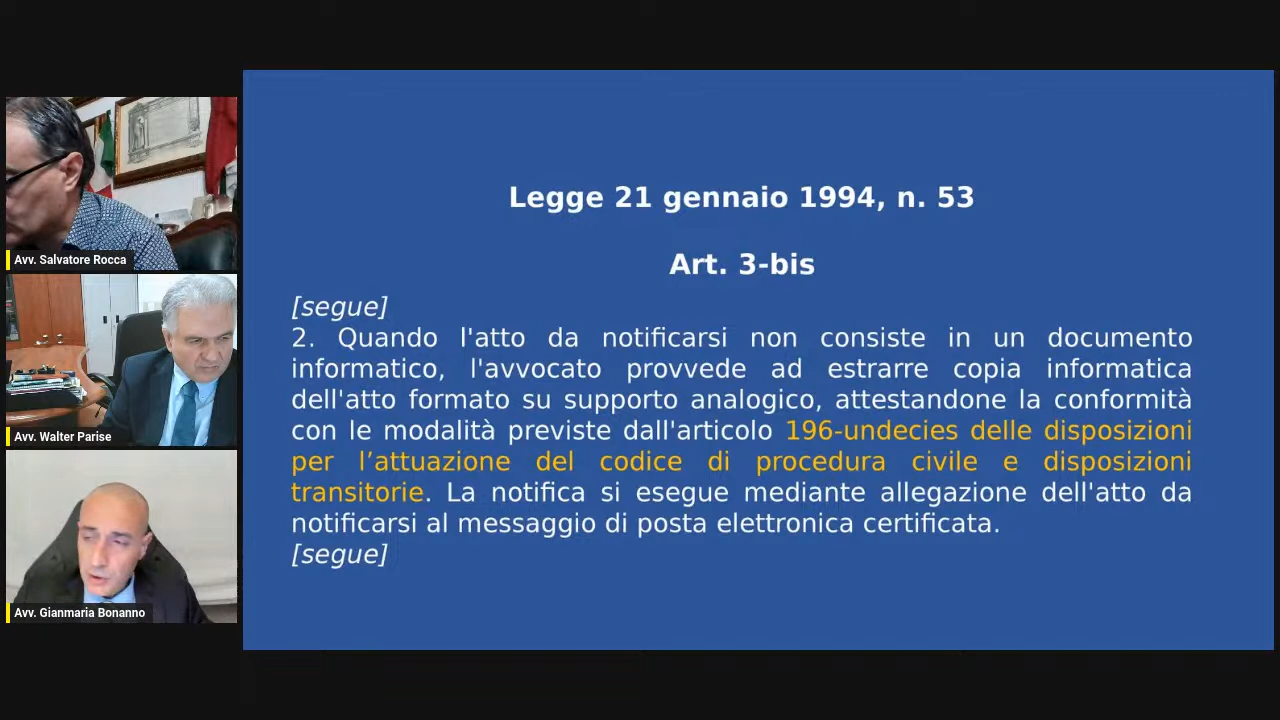 Avv. Salvatore Rocca
Avv. Walter Parise
Avv. Gianmaria Bonanno
Legge 21 gennaio 1994, n. 53
Art. 3-bis
[segue]
2. Quando l'atto da notificarsi non consiste in un documento
informatico, l'avvocato provvede ad estrarre copia informatica
dell'atto formato su supporto analogico, attestandone la conformità
con le modalità previste dall'articolo 196-undecies delle disposizioni
per l’attuazione del codice di procedura civile e disposizioni
transitorie. La notifica si esegue mediante allegazione dell'atto da
notificarsi al messaggio di posta elettronica certificata.
[segue]